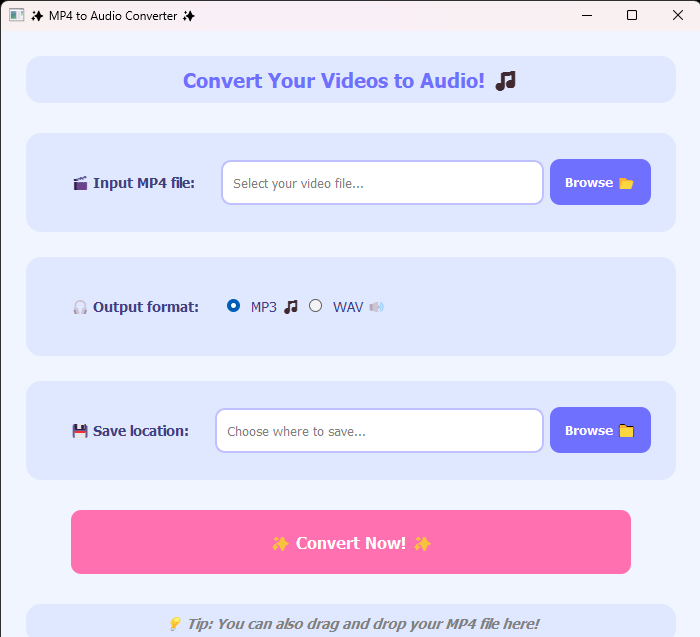 ✨ MP4 to Audio Converter ✨
Convert Your Videos to Audio! 🎵
🎬 Input MP4 file: Select your video file... Browse 📂
🎧 Output format: MP3 🎵 WAV 🔊
💾 Save location: Choose where to save... Browse 📁
✨ Convert Now! ✨
💡 Tip: You can also drag and drop your MP4 file here!